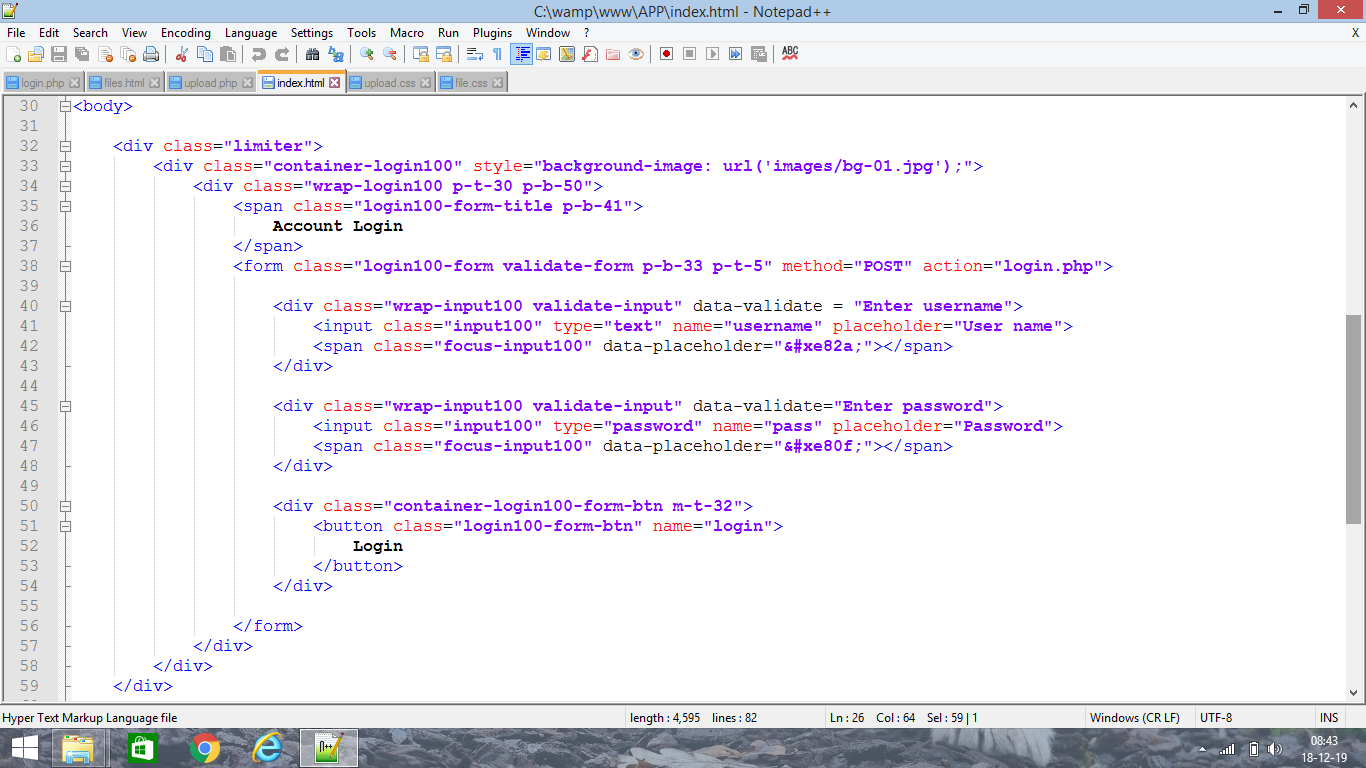 C:\wamp\www\APP\index.html - Notepad++
File Edit Search View Encoding Language Settings Tools Macro Run Plugins Window ? X
ABC
login.php files.html upload.php index.html upload.css file.css
30 <body>
31
32 <div class="limiter">
33 <div class="container-login100" style="background-image: url('images/bg-01.jpg');">
34 <div class="wrap-login100 p-t-30 p-b-50">
35 <span class="login100-form-title p-b-41">
36 Account Login
37 </span>
38 <form class="login100-form validate-form p-b-33 p-t-5" method="POST" action="login.php">
39
40 <div class="wrap-input100 validate-input" data-validate = "Enter username">
41 <input class="input100" type="text" name="username" placeholder="User name">
42 <span class="focus-input100" data-placeholder="&#xe82a;"></span>
43 </div>
44
45 <div class="wrap-input100 validate-input" data-validate="Enter password">
46 <input class="input100" type="password" name="pass" placeholder="Password">
47 <span class="focus-input100" data-placeholder="&#xe80f;"></span>
48 </div>
49
50 <div class="container-login100-form-btn m-t-32">
51 <button class="login100-form-btn" name="login">
52 Login
53 </button>
54 </div>
55
56 </form>
57 </div>
58 </div>
59 </div>
Hyper Text Markup Language file length : 4,595 lines : 82 Ln : 26 Col : 64 Sel : 59 | 1 Windows (CR LF) UTF-8 INS
08:43
18-12-19